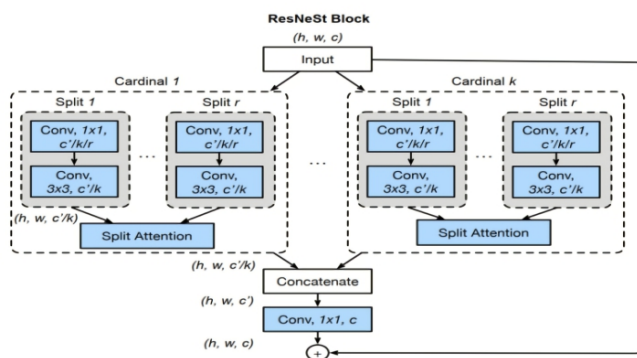 ResNeSt Block
(h, w, c)
Input
Cardinal 1
Cardinal k
Split 1
Split r
Split 1
Split r
Conv, 1x1,
c'/k/r
Conv, 1x1,
c'/k/r
Conv, 1x1,
c'/k/r
Conv, 1x1,
c'/k/r
...
...
...
Conv,
3x3, c'/k
Conv,
3x3, c'/k
Conv,
3x3, c'/k
Conv,
3x3, c'/k
(h, w, c'/k)
Split Attention
Split Attention
(h, w, c'/k)
Concatenate
(h, w, c')
Conv, 1x1, c
(h, w, c)
+